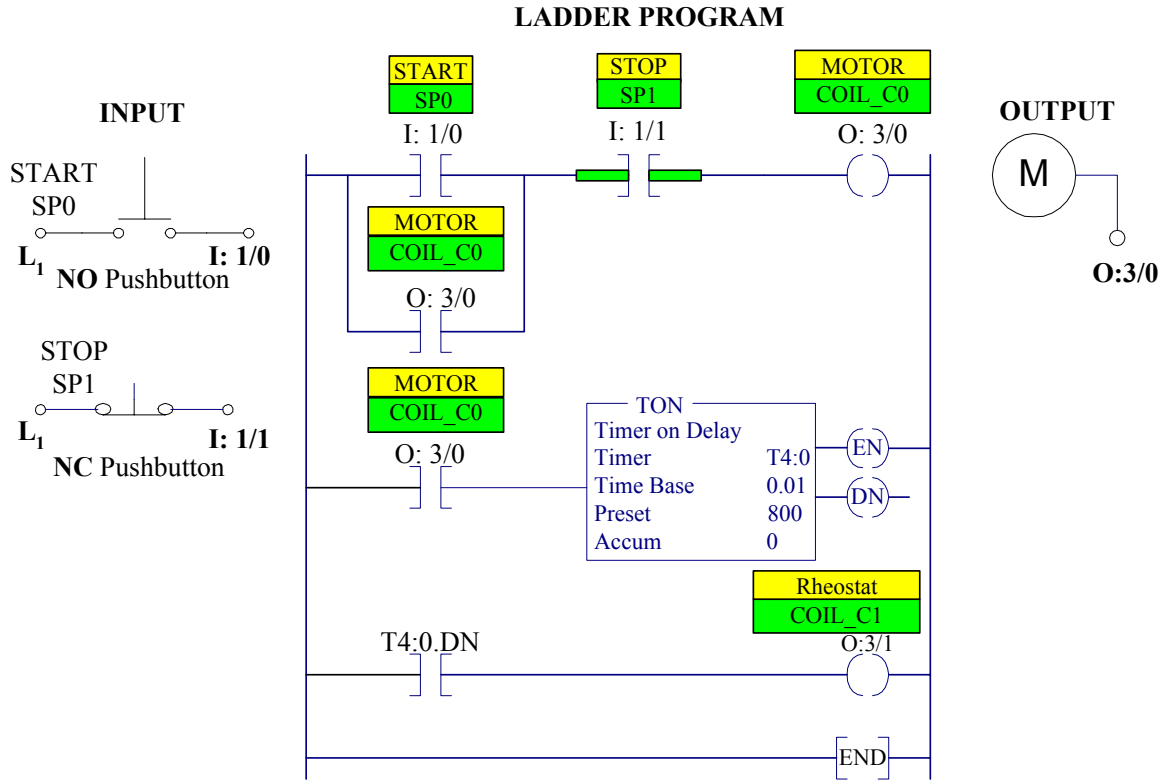 LADDER PROGRAM
INPUT
START
SP0
L1
I: 1/0
NO Pushbutton
STOP
SP1
L1
I: 1/1
NC Pushbutton
START
SP0
I: 1/0
STOP
SP1
I: 1/1
MOTOR
COIL_C0
O: 3/0
MOTOR
COIL_C0
O: 3/0
MOTOR
COIL_C0
O: 3/0
TON
Timer on Delay
Timer T4:0
Time Base 0.01
Preset 800
Accum 0
EN
DN
T4:0.DN
Rheostat
COIL_C1
O:3/1
END
OUTPUT
M
O:3/0